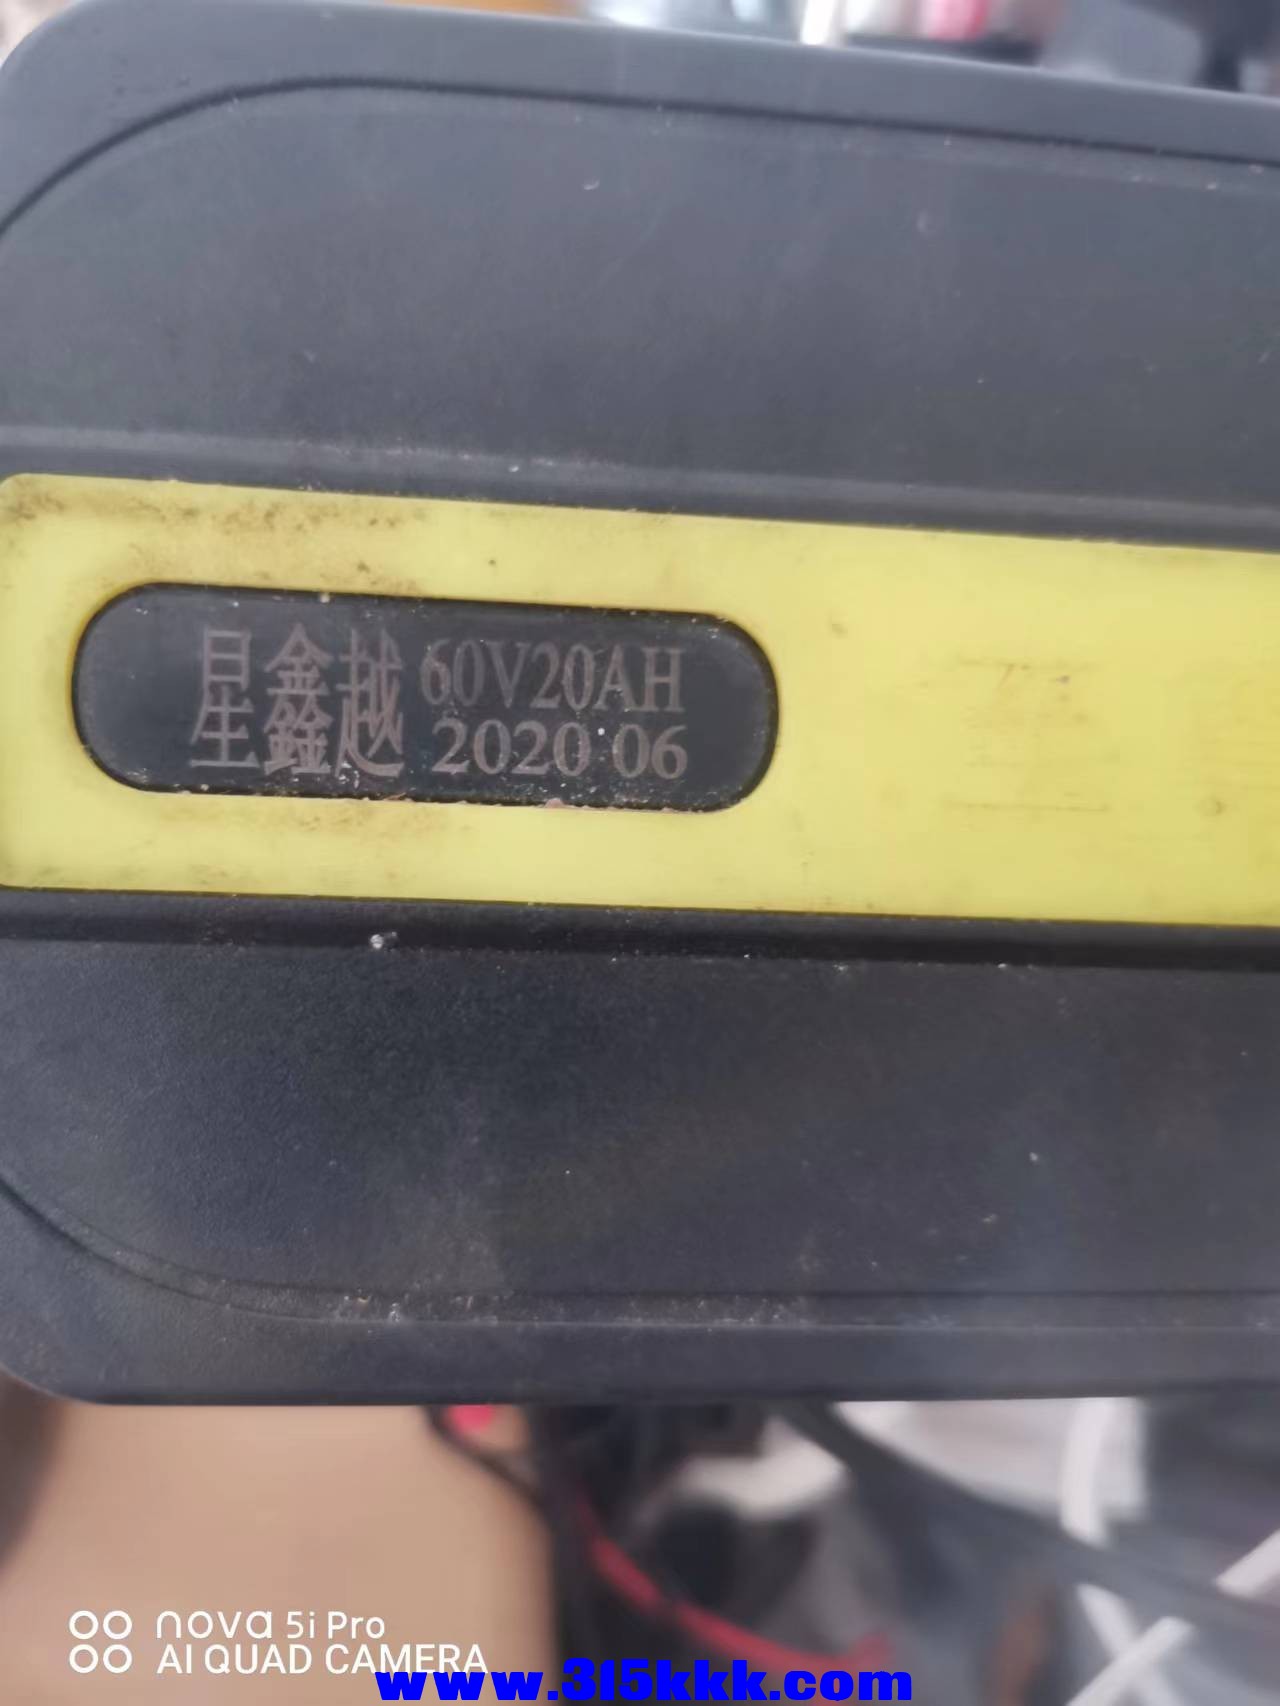 星鑫越 60V20AH
2020 06
nova 5i Pro
AI QUAD CAMERA
www.315kkk.com